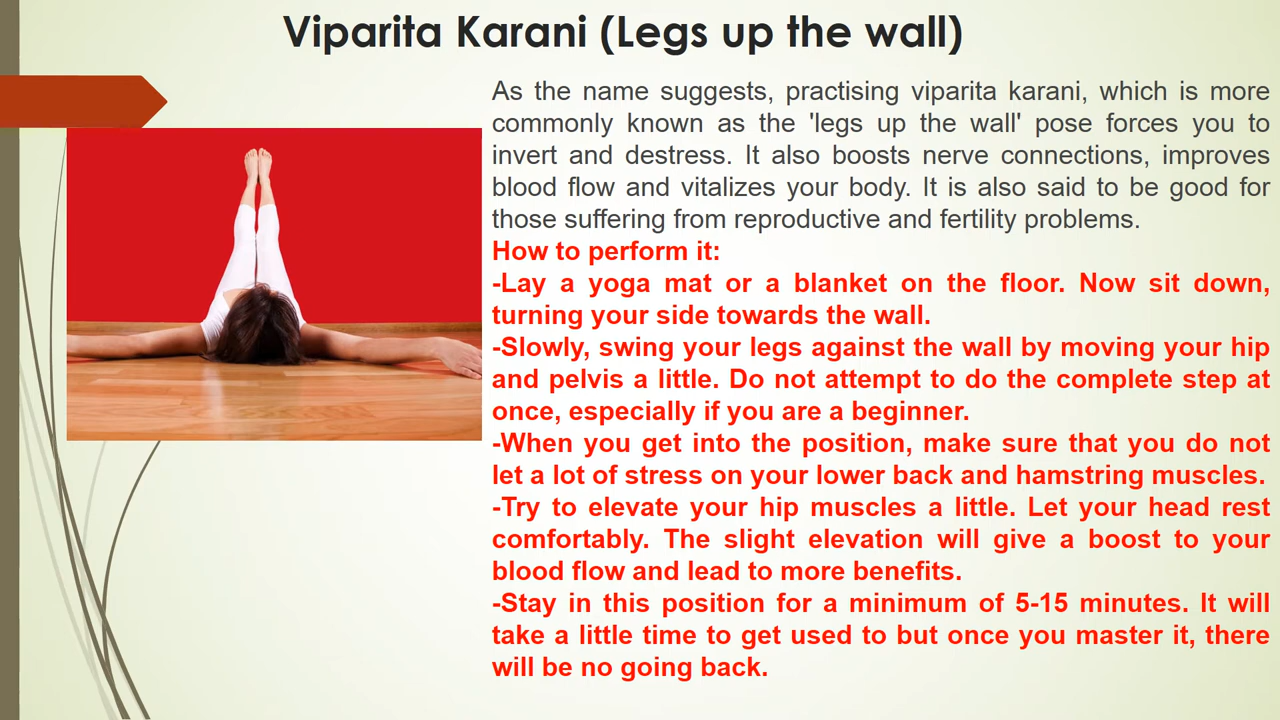 Viparita Karani (Legs up the wall)
As the name suggests, practising viparita karani, which is more
commonly known as the 'legs up the wall' pose forces you to
invert and destress. It also boosts nerve connections, improves
blood flow and vitalizes your body. It is also said to be good for
those suffering from reproductive and fertility problems.
How to perform it:
-Lay a yoga mat or a blanket on the floor. Now sit down,
turning your side towards the wall.
-Slowly, swing your legs against the wall by moving your hip
and pelvis a little. Do not attempt to do the complete step at
once, especially if you are a beginner.
-When you get into the position, make sure that you do not
let a lot of stress on your lower back and hamstring muscles.
-Try to elevate your hip muscles a little. Let your head rest
comfortably. The slight elevation will give a boost to your
blood flow and lead to more benefits.
-Stay in this position for a minimum of 5-15 minutes. It will
take a little time to get used to but once you master it, there
will be no going back.